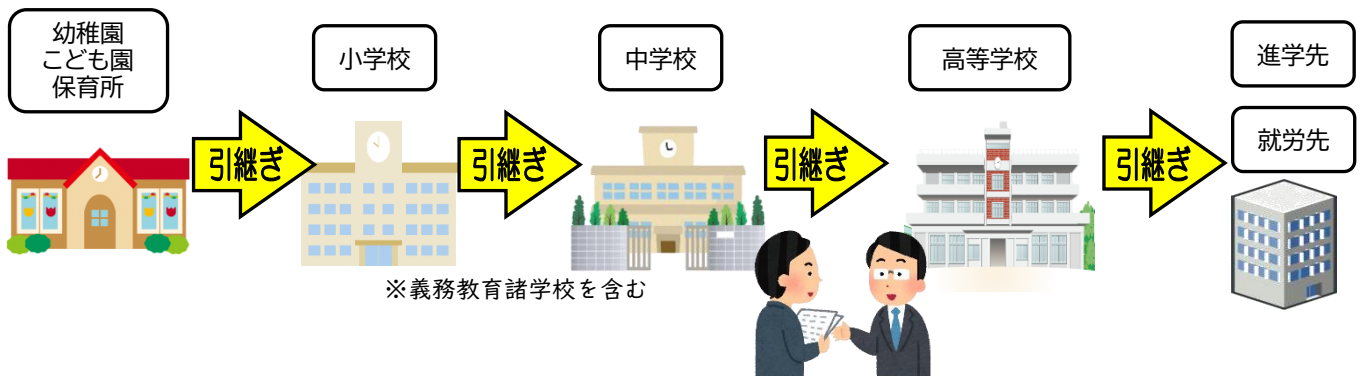 幼稚園
こども園
保育所
引継ぎ
小学校
引継ぎ
中学校
引継ぎ
高等学校
引継ぎ
進学先
就労先
※義務教育諸学校を含む